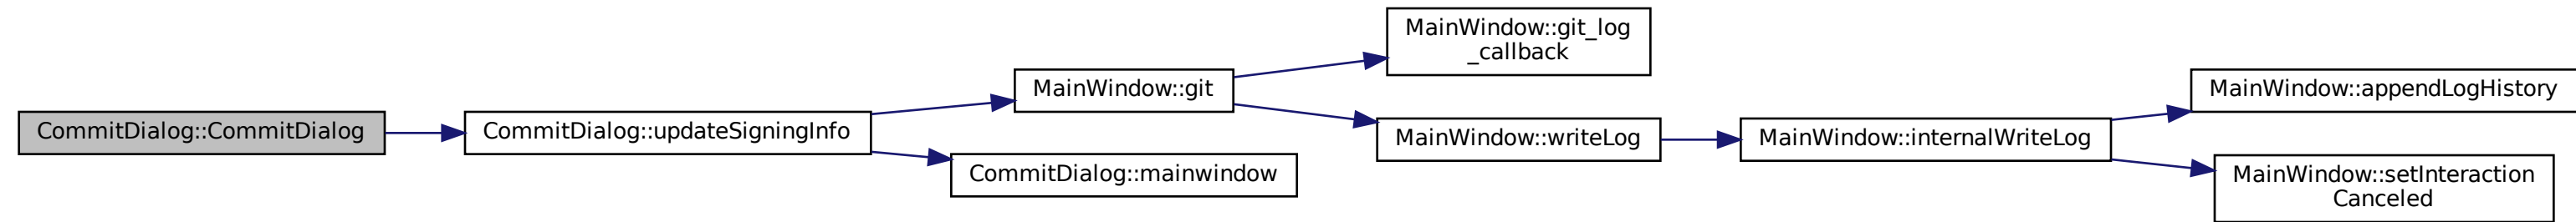 CommitDialog::CommitDialog
CommitDialog::updateSigningInfo
MainWindow::git
CommitDialog::mainwindow
MainWindow::git_log
_callback
MainWindow::writeLog
MainWindow::internalWriteLog
MainWindow::appendLogHistory
MainWindow::setInteraction
Canceled